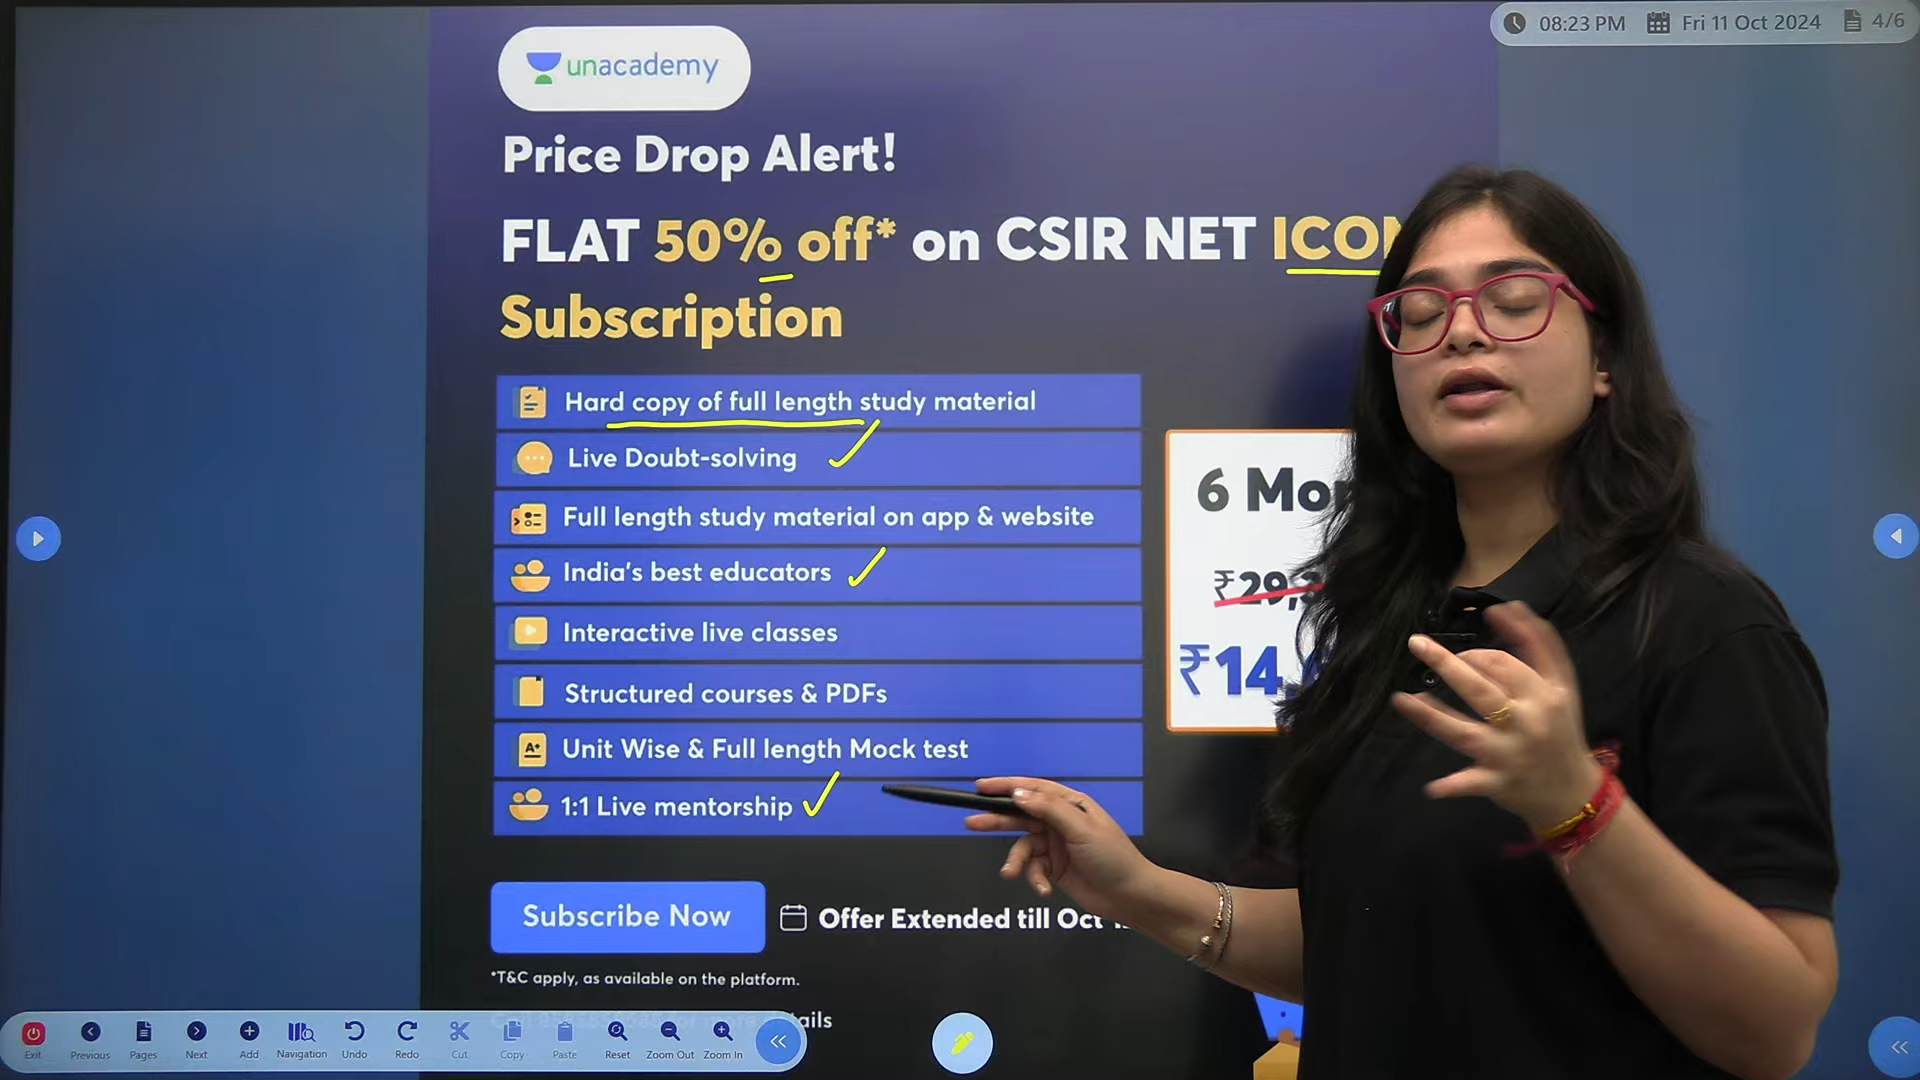 08:23 PM Fri 11 Oct 2024 4/6
unacademy
Price Drop Alert!
FLAT 50% off* on CSIR NET ICON
Subscription
Hard copy of full length study material
Live Doubt-solving
Full length study material on app & website
India's best educators
Interactive live classes
Structured courses & PDFs
Unit Wise & Full length Mock test
1:1 Live mentorship
6
₹29,
₹14,
Subscribe Now
Offer Extended till Oct
*T&C apply, as available on the platform.
Exit Previous Pages Next Add Navigation Undo Redo Cut Copy Paste Reset Zoom Out Zoom In